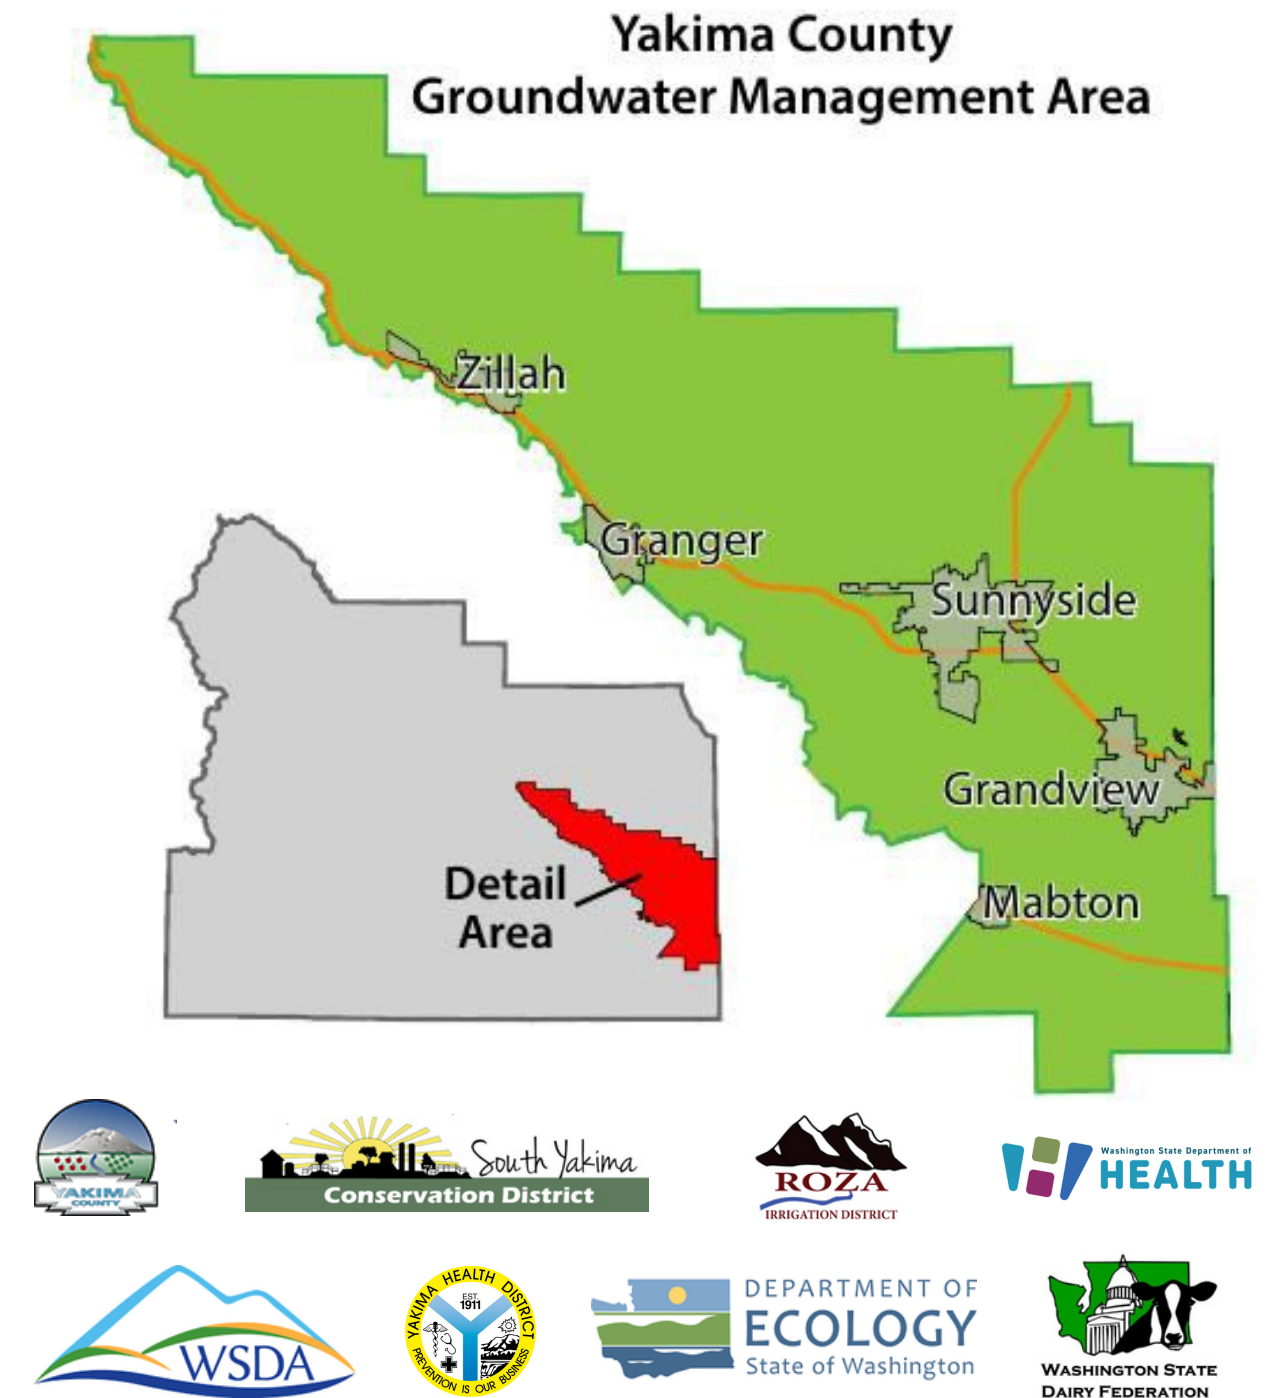 Yakima County
Groundwater Management Area
Zillah
Granger
Sunnyside
Grandview
Mabton
Detail
Area
YAKIMA
COUNTY
South Yakima
Conservation District
ROZA
IRRIGATION DISTRICT
Washington State Department of
HEALTH
WSDA
YAKIMA HEALTH DISTRICT
EST.
1911
PREVENTION IS OUR BUSINESS
DEPARTMENT OF
ECOLOGY
State of Washington
WASHINGTON STATE
DAIRY FEDERATION